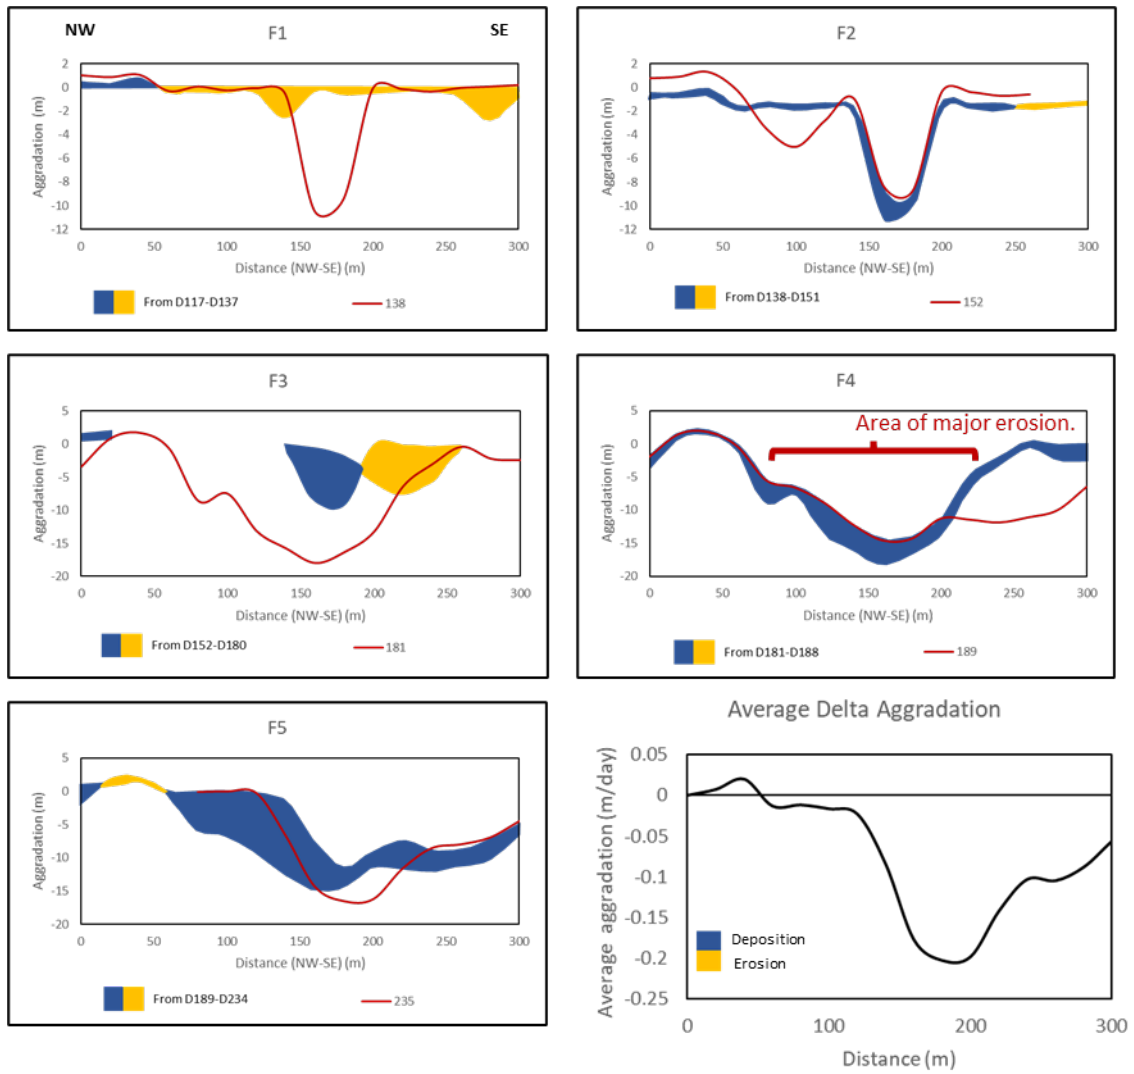 NW
F1
SE
Aggradation (m)
2
0
-2
-4
-6
-8
-10
-12
0 50 100 150 200 250 300
Distance (NW-SE) (m)
From D117-D137
138
F2
Aggradation (m)
2
0
-2
-4
-6
-8
-10
-12
0 50 100 150 200 250 300
Distance (NW-SE) (m)
From D138-D151
152
F3
Aggradation (m)
5
0
-5
-10
-15
-20
0 50 100 150 200 250 300
Distance (NW-SE) (m)
From D152-D180
181
F4
Area of major erosion.
Aggradation (m)
5
0
-5
-10
-15
-20
0 50 100 150 200 250 300
Distance (NW-SE) (m)
From D181-D188
189
F5
Aggradation (m)
5
0
-5
-10
-15
-20
0 50 100 150 200 250 300
Distance (NW-SE) (m)
From D189-D234
235
Average Delta Aggradation
Average aggradation (m/day)
0.05
0
-0.05
-0.1
-0.15
-0.2
-0.25
Deposition
Erosion
0 100 200 300
Distance (m)